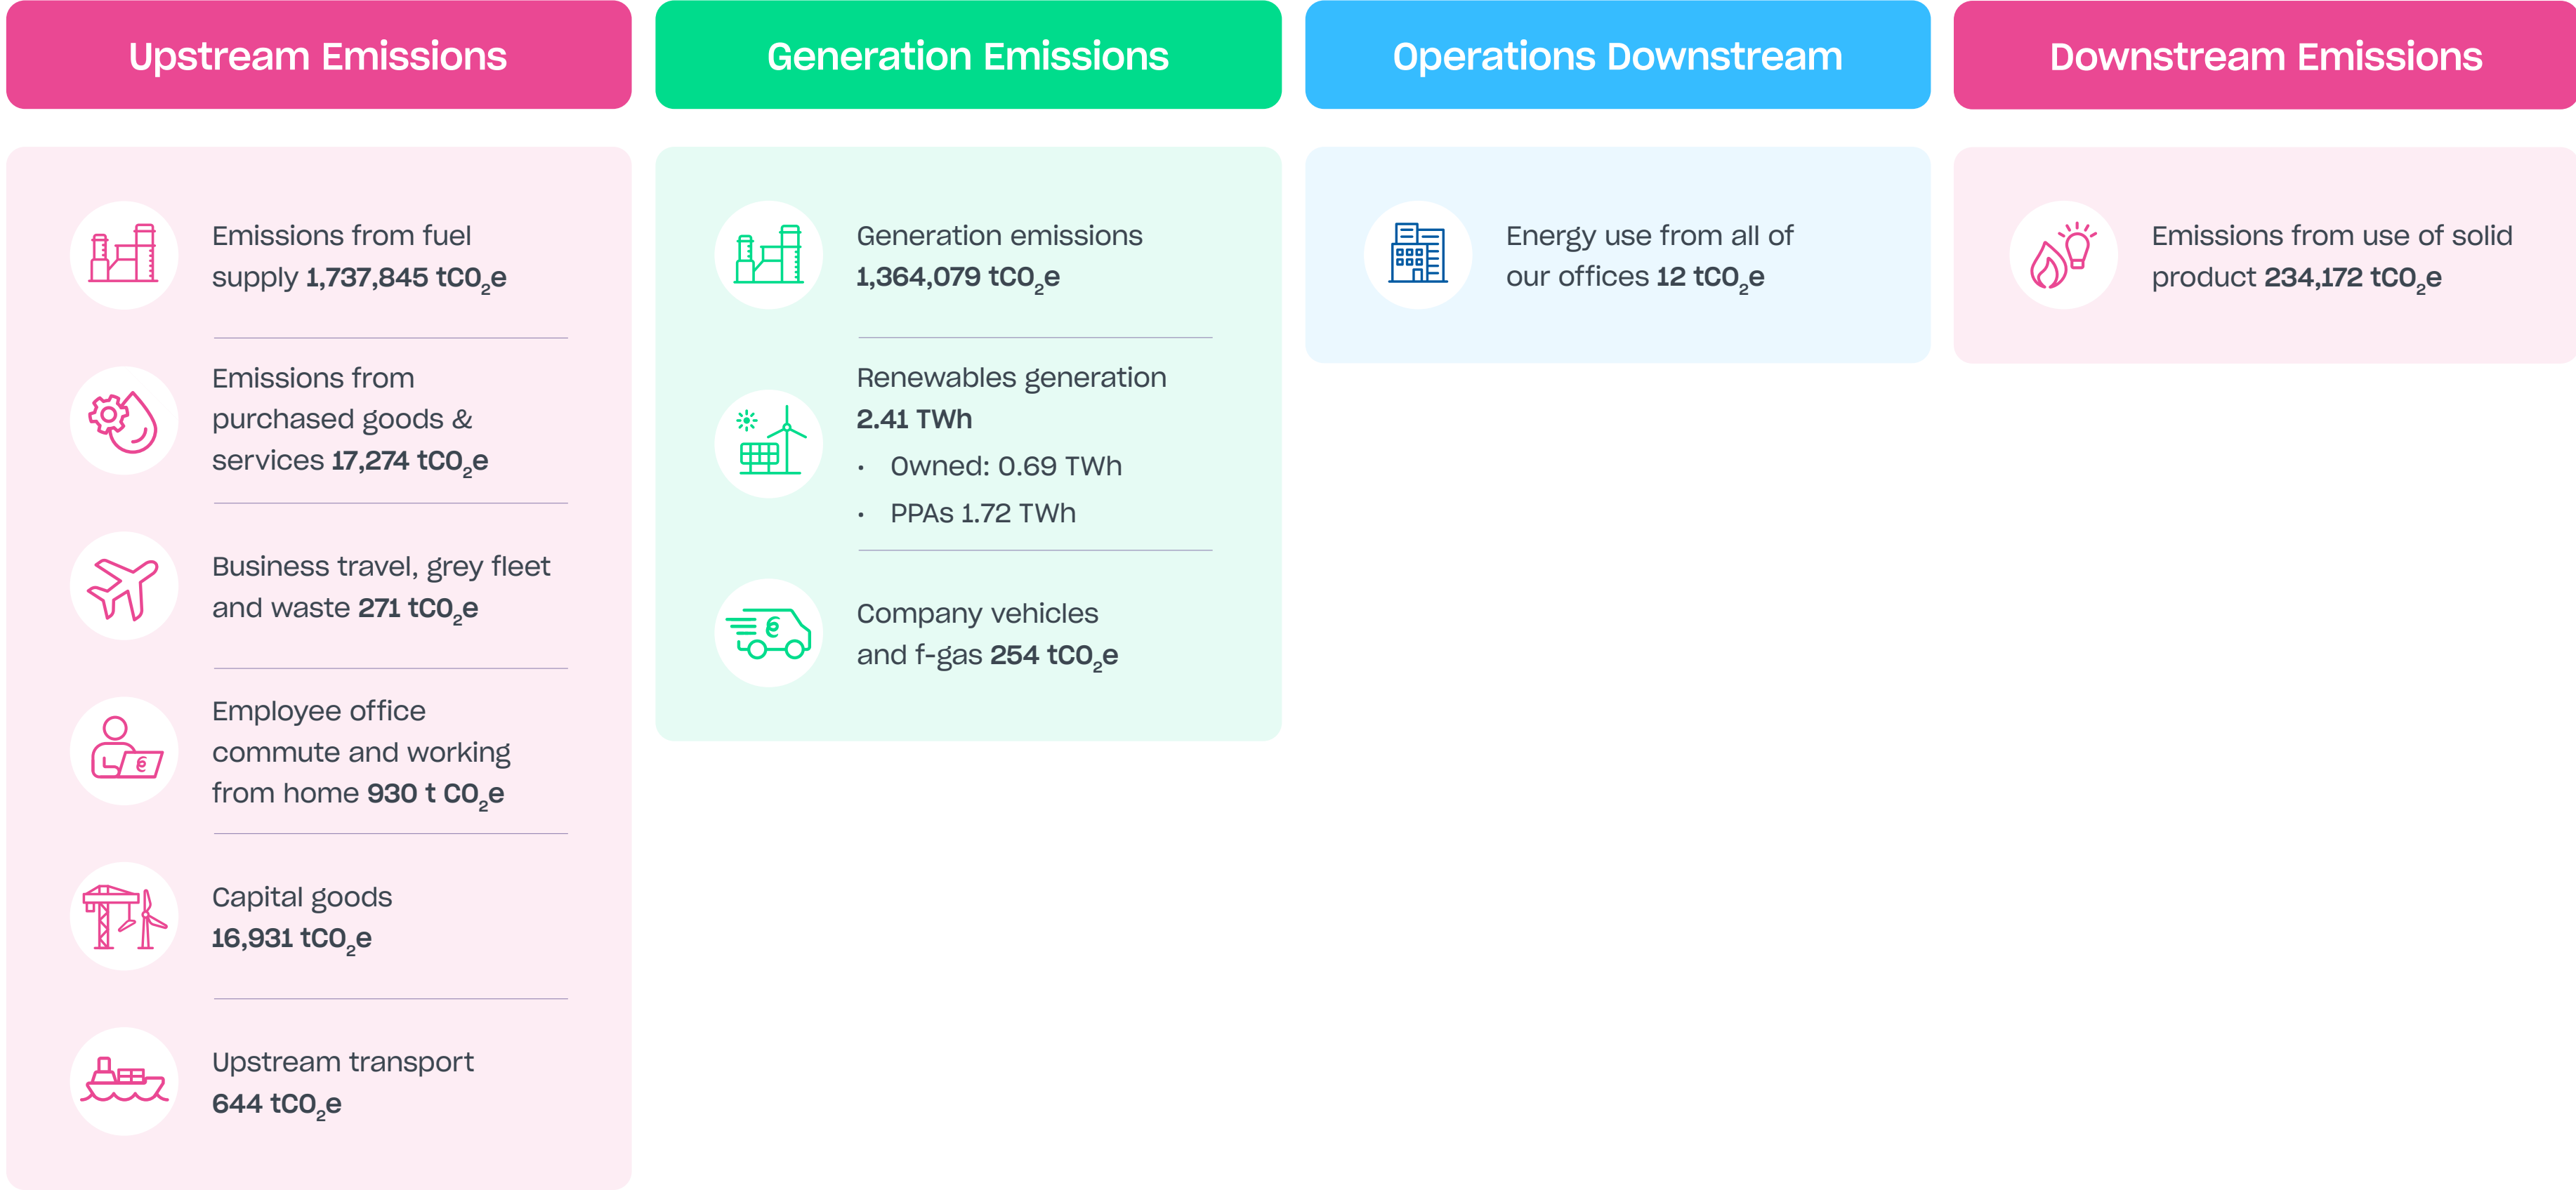 Upstream Emissions
Emissions from fuel
supply 1,737,845 tCO₂e
Emissions from
purchased goods &
services 17,274 tCO₂e
Business travel, grey fleet
and waste 271 tCO₂e
Employee office
commute and working
from home 930 t CO₂e
Capital goods
16,931 tCO₂e
Upstream transport
644 tCO₂e
Generation Emissions
Generation emissions
1,364,079 tCO₂e
Renewables generation
2.41 TWh
• Owned: 0.69 TWh
• PPAs 1.72 TWh
Company vehicles
and f-gas 254 tCO₂e
Operations Downstream
Energy use from all of
our offices 12 tCO₂e
Downstream Emissions
Emissions from use of solid
product 234,172 tCO₂e